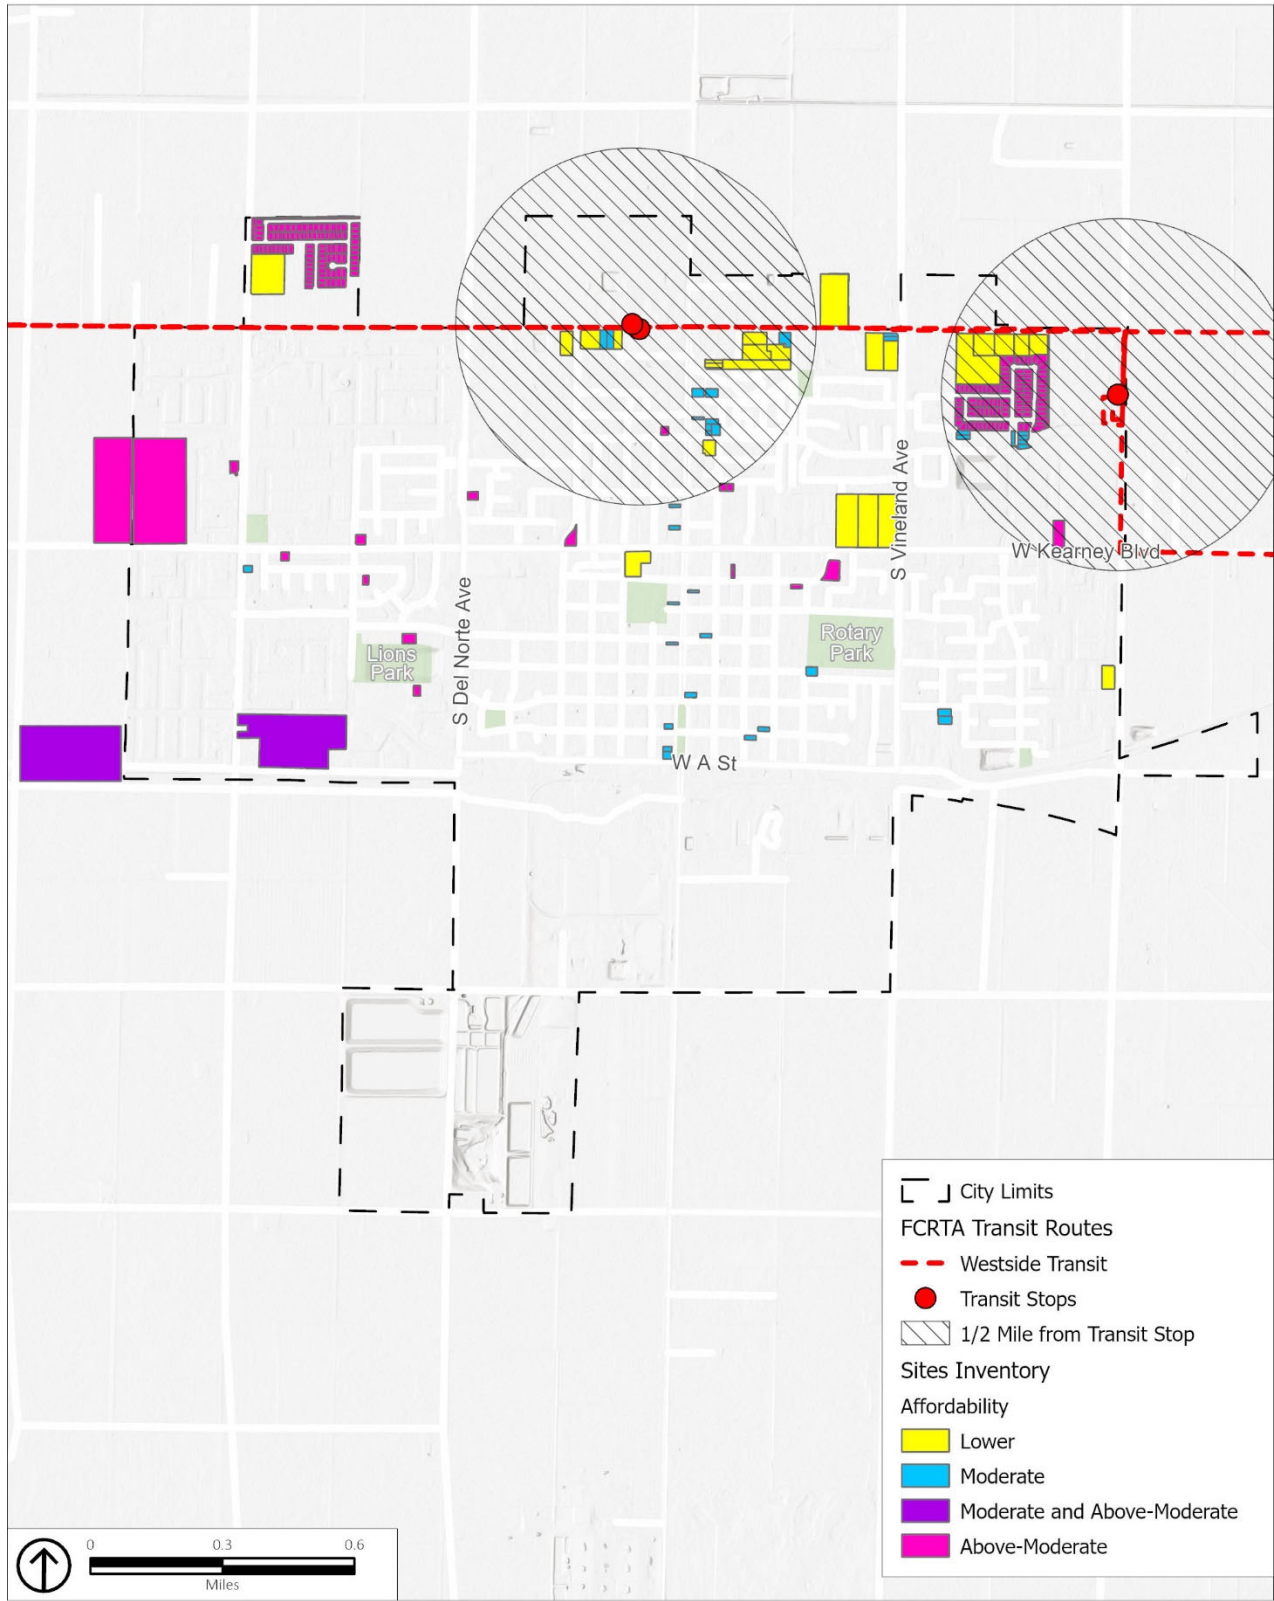 S Vineland Ave
W Kearney Blvd
S Del Norte Ave
Rotary
Park
Lions
Park
W A St
City Limits
FCRTA Transit Routes
Westside Transit
Transit Stops
1/2 Mile from Transit Stop
Sites Inventory
Affordability
Lower
Moderate
Moderate and Above-Moderate
Above-Moderate
0 0.3 0.6
Miles